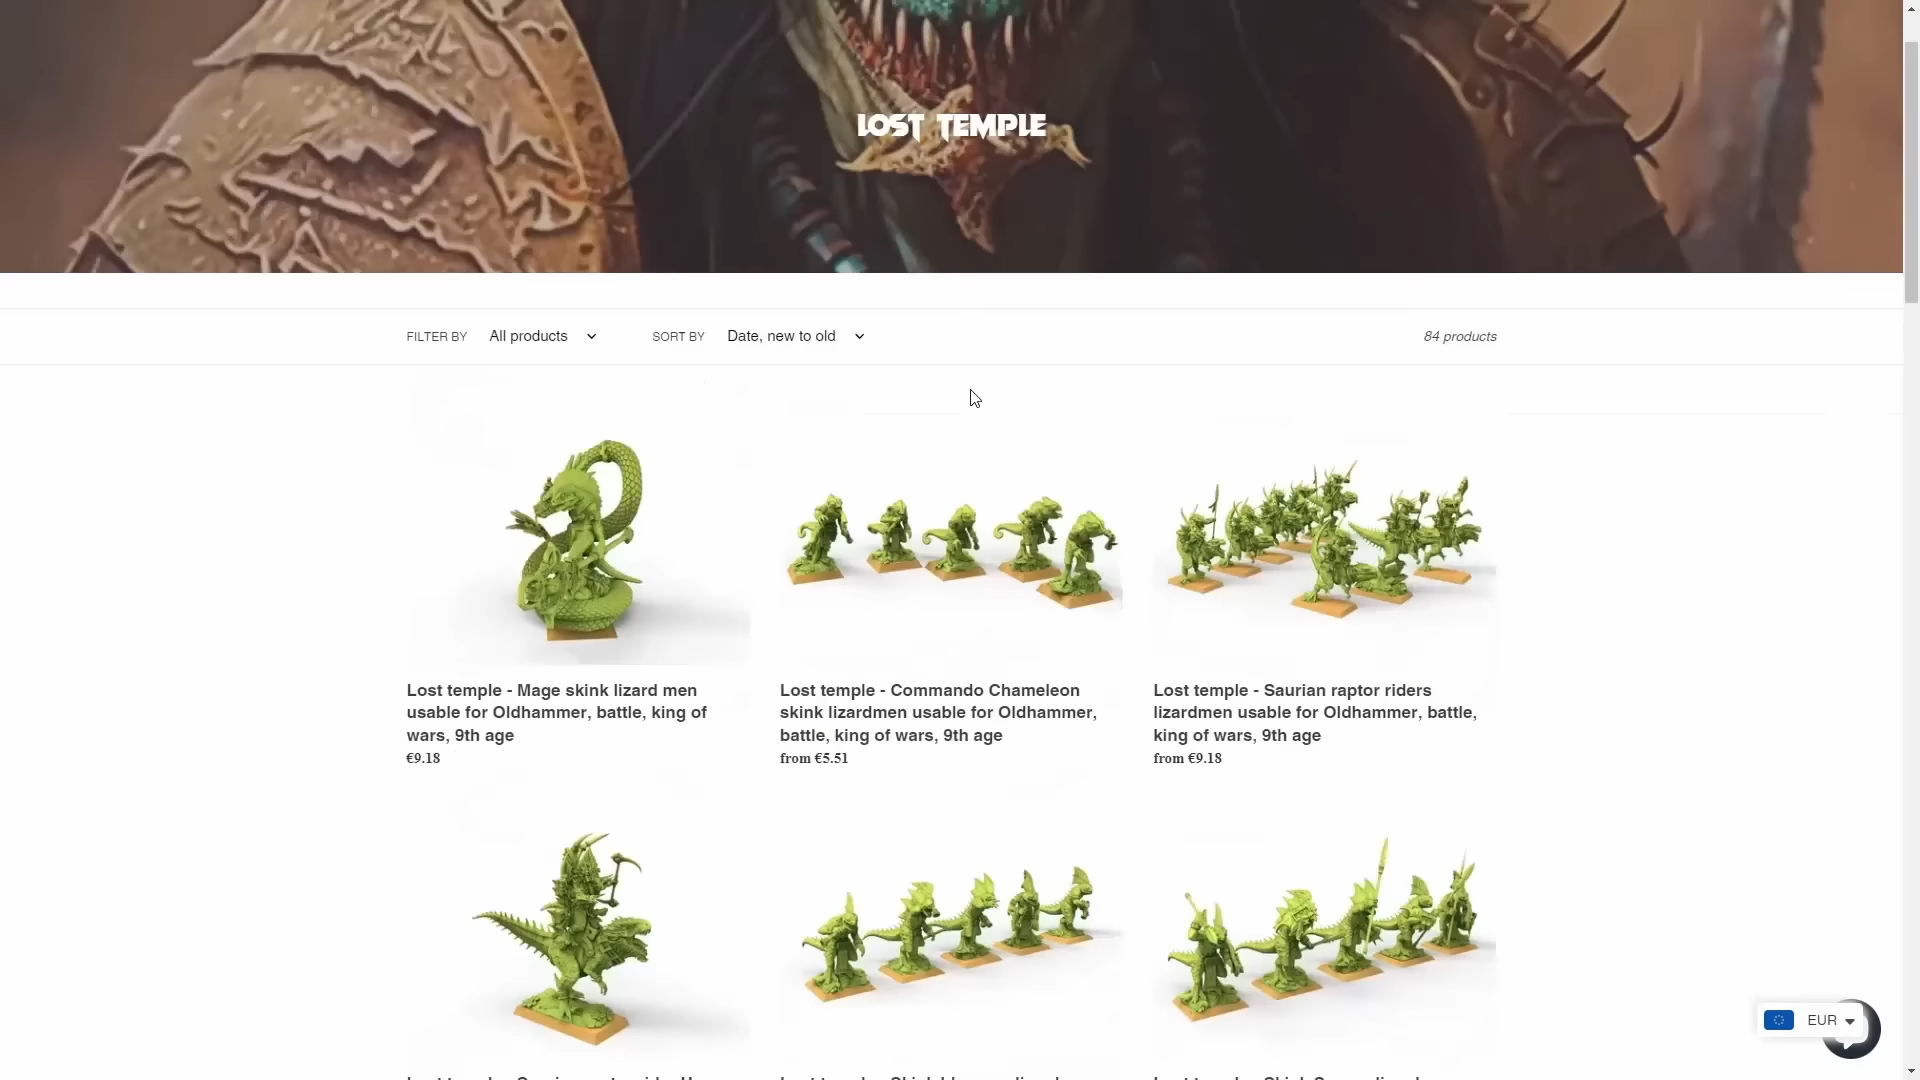 LOST TEMPLE
FILTER BY All products SORT BY Date, new to old 84 products
Lost temple - Mage skink lizard men
usable for Oldhammer, battle, king of
wars, 9th age
€9.18
Lost temple - Commando Chameleon
skink lizardmen usable for Oldhammer,
battle, king of wars, 9th age
from €5.51
Lost temple - Saurian raptor riders
lizardmen usable for Oldhammer, battle,
king of wars, 9th age
from €9.18
EUR